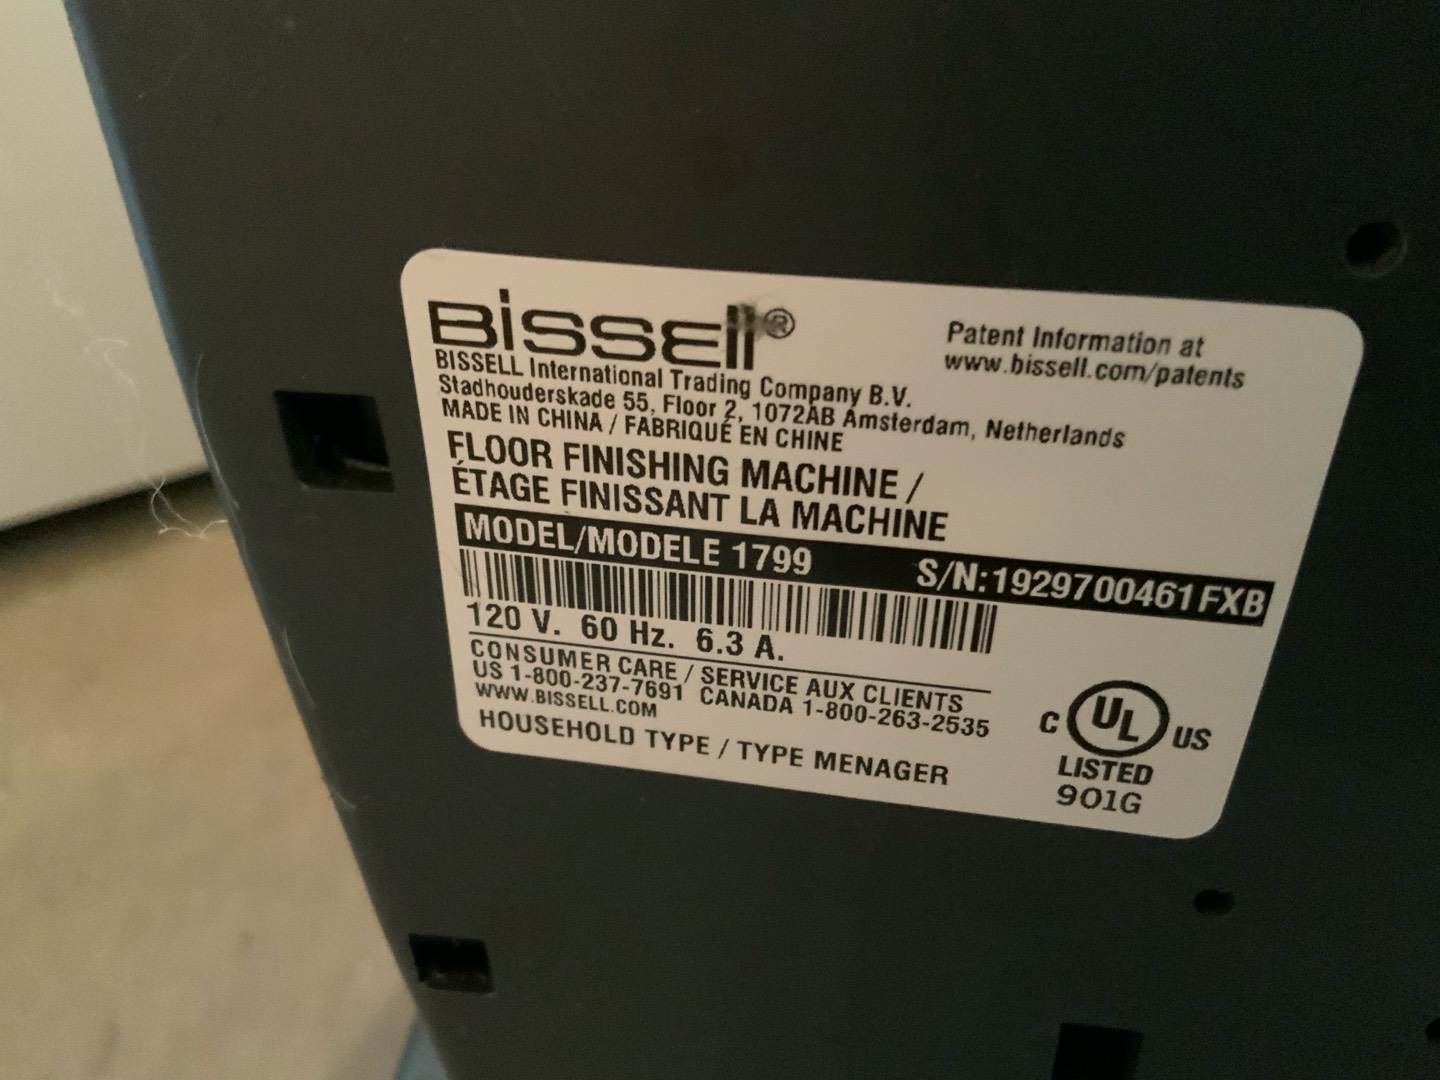 BiSSELL®
Patent Information at
www.bissell.com/patents
BISSELL International Trading Company B.V.
Stadhouderskade 55, Floor 2, 1072AB Amsterdam, Netherlands
MADE IN CHINA / FABRIQUÉ EN CHINE
FLOOR FINISHING MACHINE /
ÉTAGE FINISSANT LA MACHINE
MODEL/MODELE 1799 S/N:1929700461FXB
120 V. 60 Hz. 6.3 A.
CONSUMER CARE / SERVICE AUX CLIENTS
US 1-800-237-7691 CANADA 1-800-263-2535
WWW.BISSELL.COM
HOUSEHOLD TYPE / TYPE MENAGER
C UL US
LISTED
901G